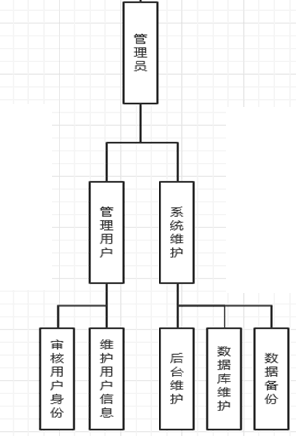 管理员
管理用户
系统维护
审核用户身份
维护用户信息
后台维护
数据库维护
数据备份